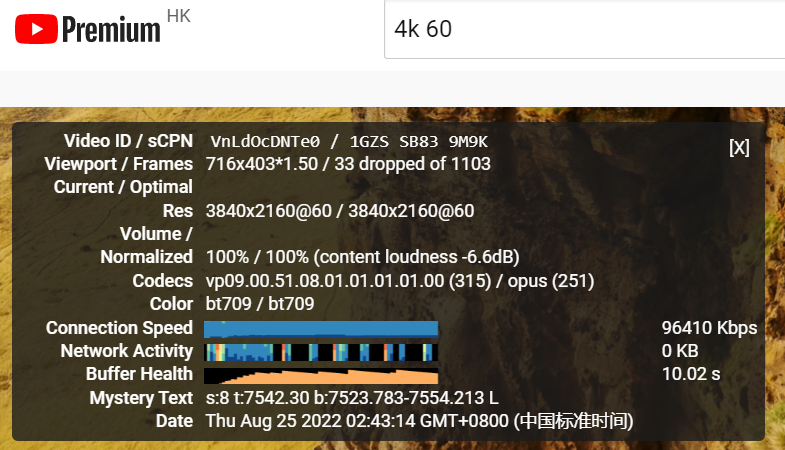 Premium HK
4k 60
Video ID / sCPN VnLdOcDNTe0 / 1GZS SB83 9M9K
[X]
Viewport / Frames 716x403*1.50 / 33 dropped of 1103
Current / Optimal
Res 3840x2160@60 / 3840x2160@60
Volume /
Normalized 100% / 100% (content loudness -6.6dB)
Codecs vp09.00.51.08.01.01.01.01.00 (315) / opus (251)
Color bt709 / bt709
Connection Speed 96410 Kbps
Network Activity 0 KB
Buffer Health 10.02 s
Mystery Text s:8 t:7542.30 b:7523.783-7554.213 L
Date Thu Aug 25 2022 02:43:14 GMT+0800 (中国标准时间)